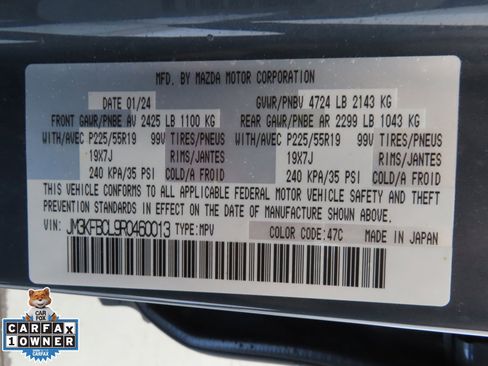 MFD. BY MAZDA MOTOR CORPORATION
DATE 01/24 GVWR/PNBV 4724 LB 2143 KG
FRONT GAWR/PNBE AV 2425 LB 1100 KG REAR GAWR/PNBE AR 2299 LB 1043 KG
WITH/AVEC P225/55R19 99V TIRES/PNEUS WITH/AVEC P225/55R19 99V TIRES/PNEUS
19X7J RIMS/JANTES 19X7J RIMS/JANTES
240 KPA/35 PSI COLD/A FROID 240 KPA/35 PSI COLD/A FROID
THIS VEHICLE CONFORMS TO ALL APPLICABLE FEDERAL MOTOR VEHICLE SAFETY AND THEFT
PREVENTION STANDARDS IN EFFECT ON THE DATE OF MANUFACTURE SHOWN ABOVE.
VIN: JM3KFBCL9R0460013 TYPE:MPV COLOR CODE:47C MADE IN JAPAN
CAR
FOX
CARFAX
1 OWNER
CARFAX